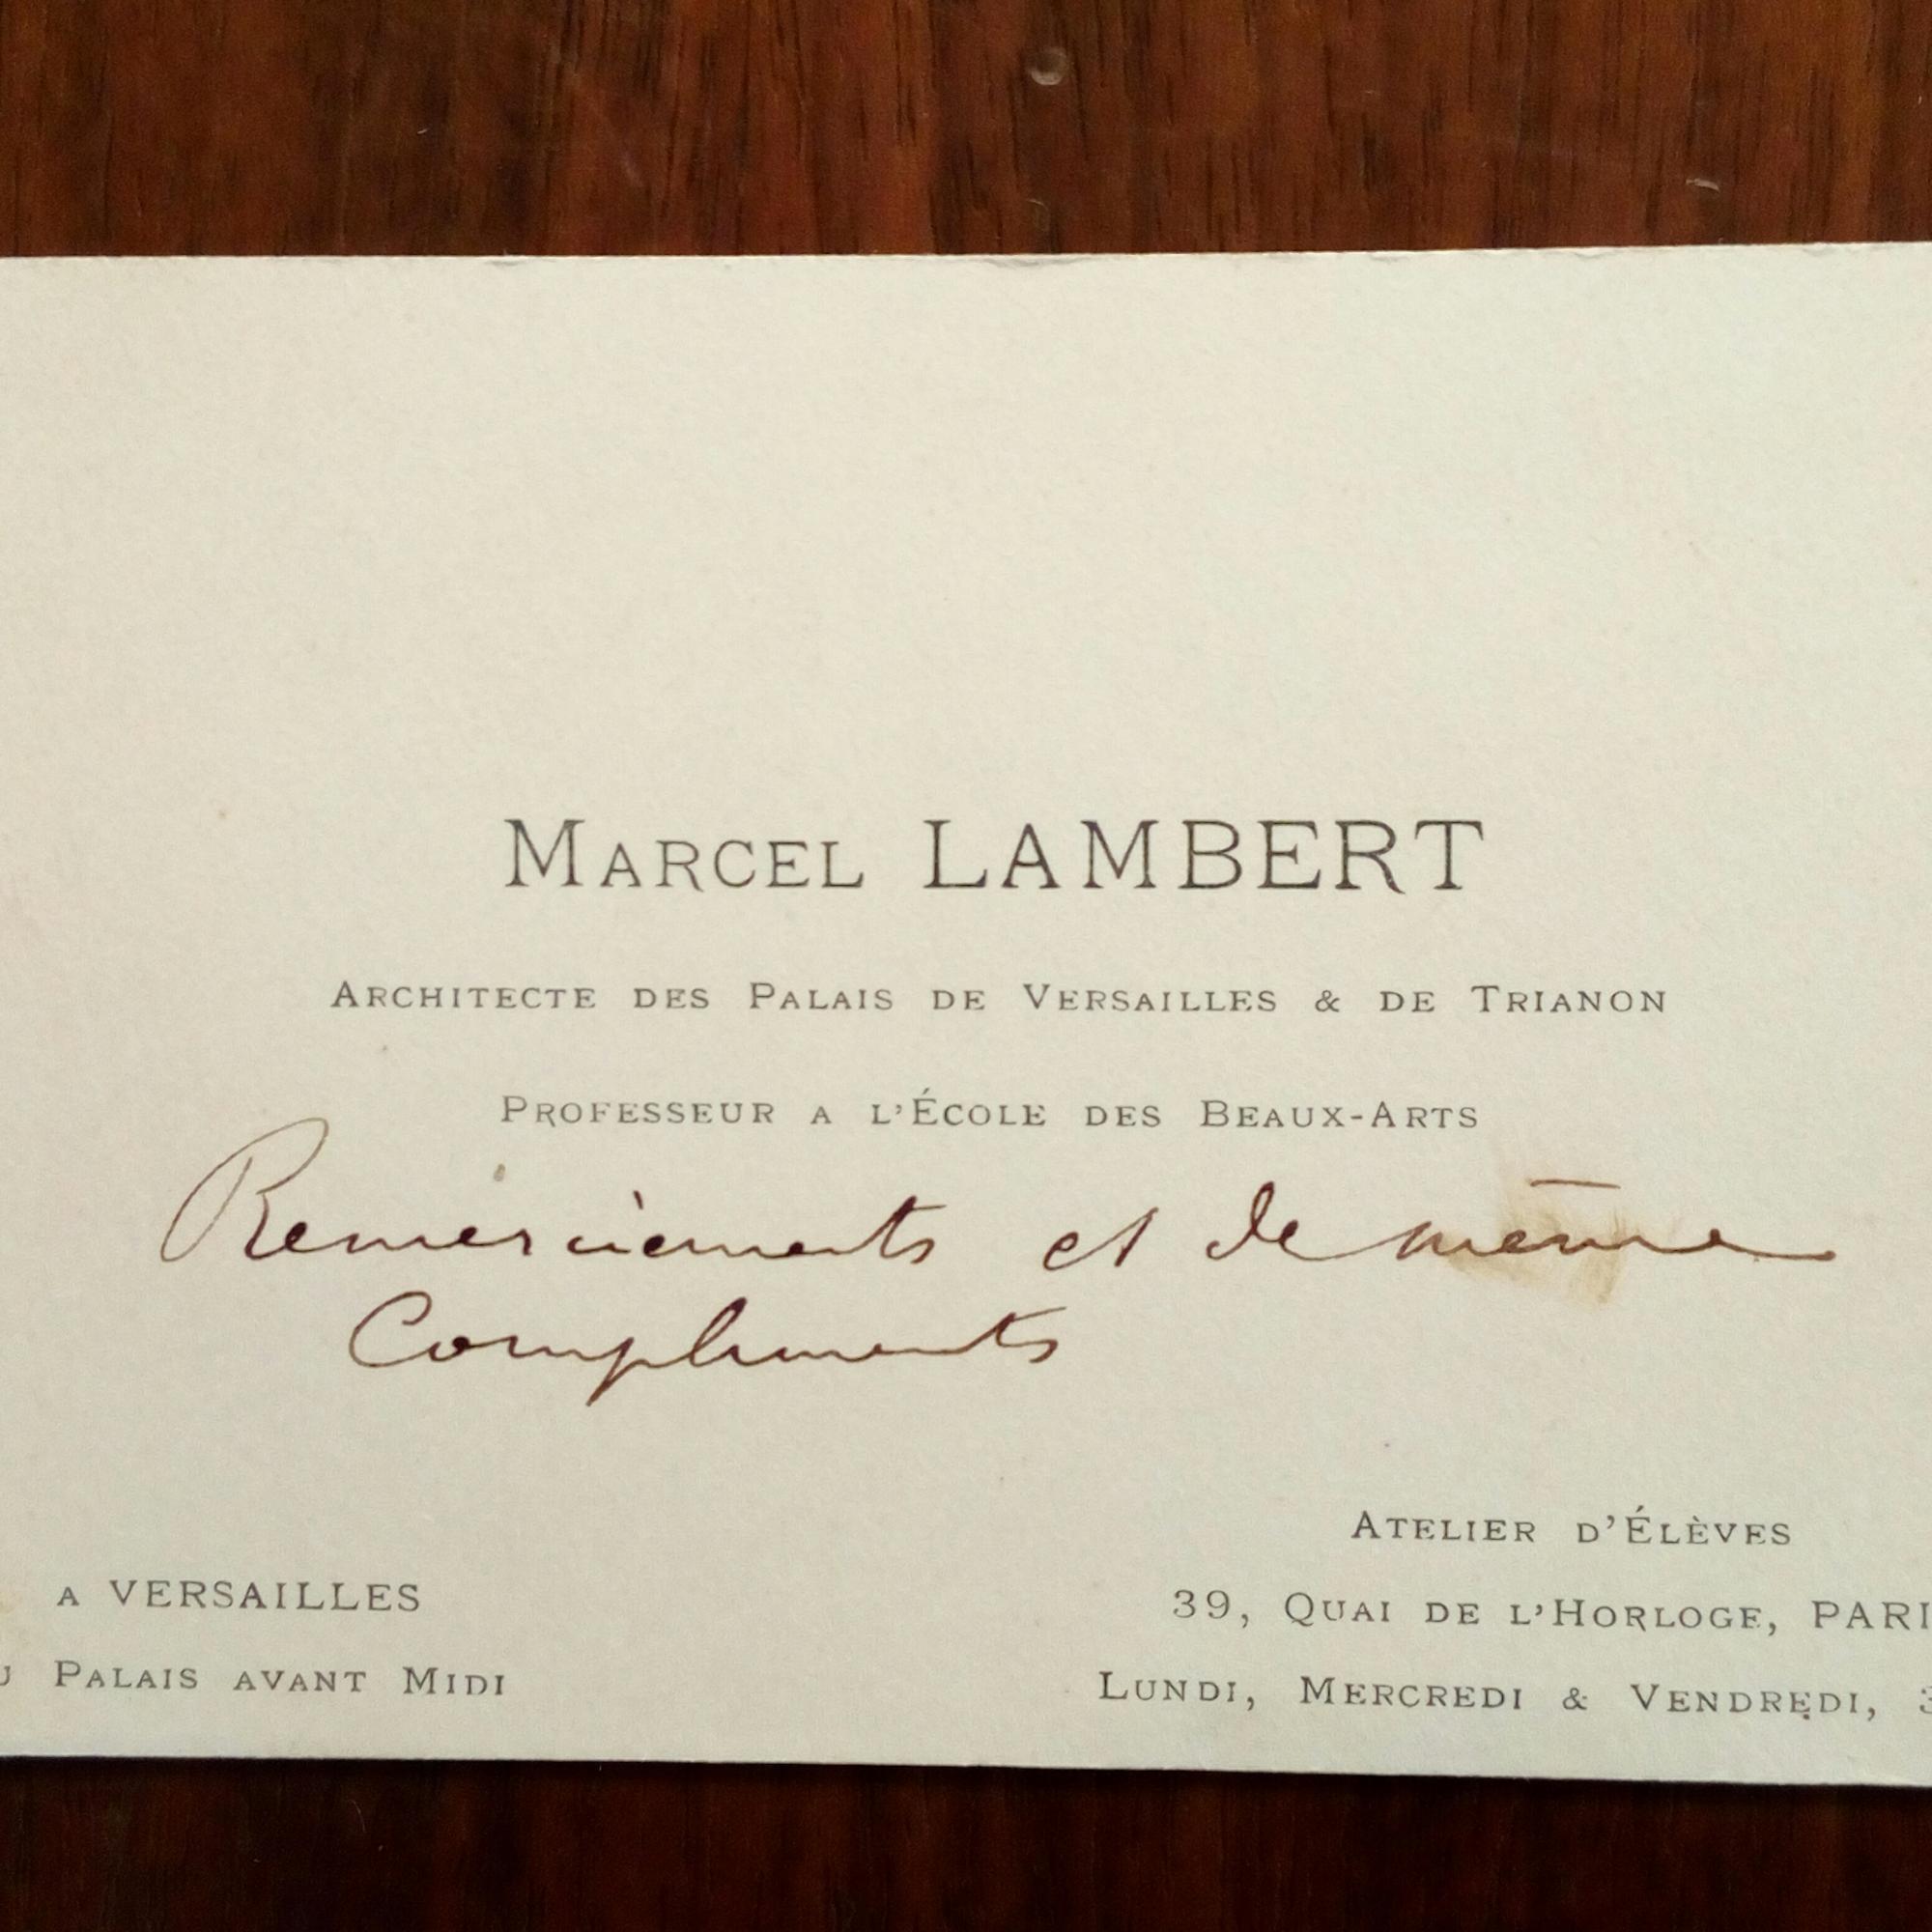 MARCEL LAMBERT
ARCHITECTE DES PALAIS DE VERSAILLES & DE TRIANON
PROFESSEUR A L'ÉCOLE DES BEAUX-ARTS
Remerciements et de même
Compliments
A VERSAILLES
PALAIS AVANT MIDI
ATELIER D'ÉLÈVES
39, QUAI DE L'HORLOGE, PARI
LUNDI, MERCREDI & VENDREDI, 3